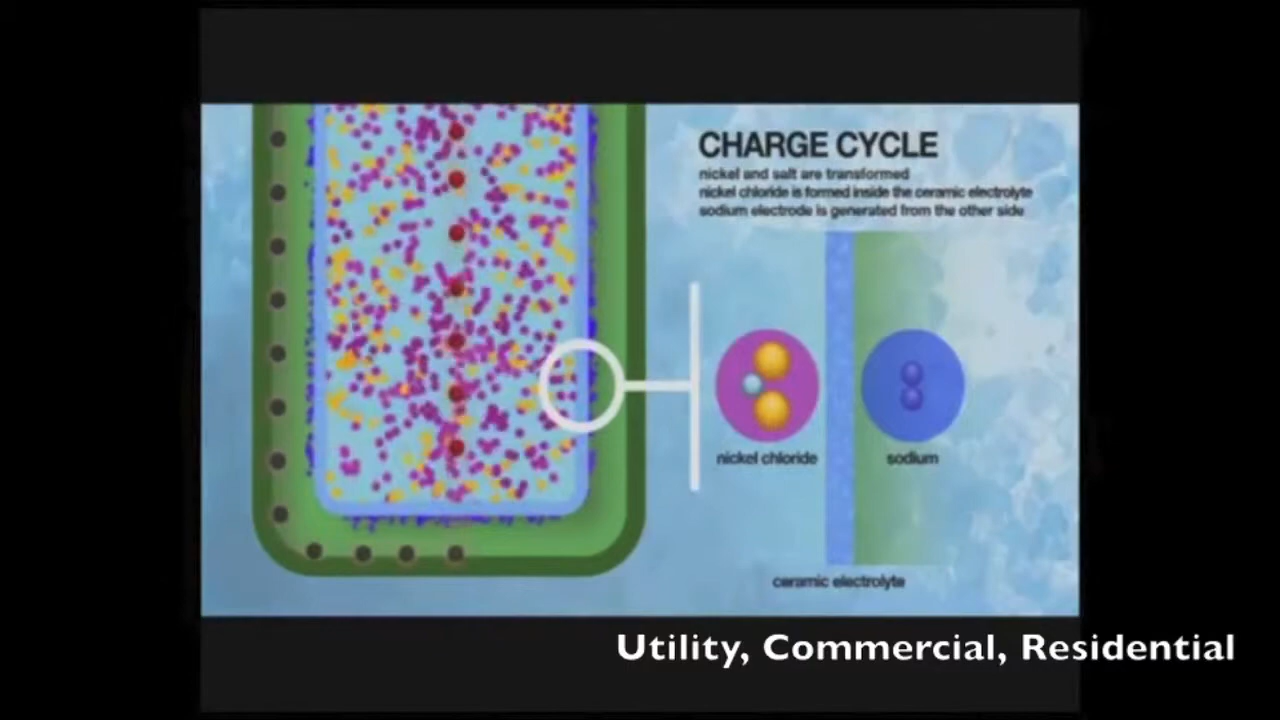 CHARGE CYCLE
nickel and salt are transformed
nickel chloride is formed inside the ceramic electrolyte
sodium electrode is generated from the other side
nickel chloride
sodium
ceramic electrolyte
Utility, Commercial, Residential